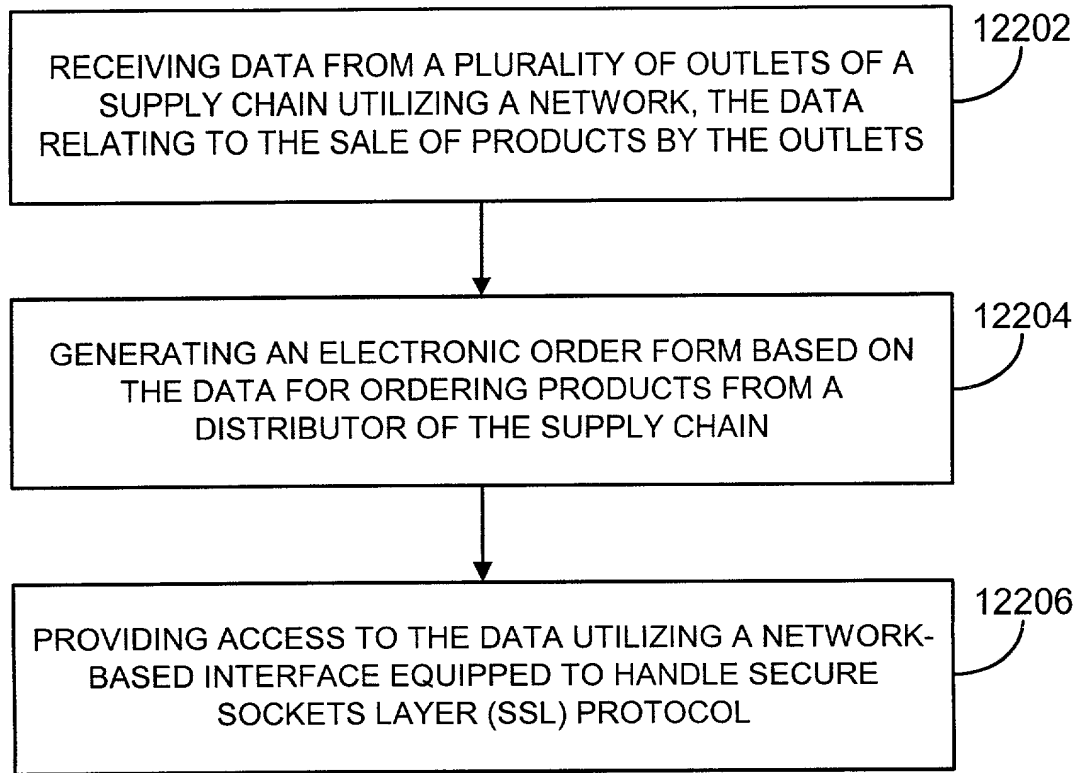 12202
RECEIVING DATA FROM A PLURALITY OF OUTLETS OF A
SUPPLY CHAIN UTILIZING A NETWORK, THE DATA
RELATING TO THE SALE OF PRODUCTS BY THE OUTLETS
12204
GENERATING AN ELECTRONIC ORDER FORM BASED ON
THE DATA FOR ORDERING PRODUCTS FROM A
DISTRIBUTOR OF THE SUPPLY CHAIN
12206
PROVIDING ACCESS TO THE DATA UTILIZING A NETWORK-
BASED INTERFACE EQUIPPED TO HANDLE SECURE
SOCKETS LAYER (SSL) PROTOCOL